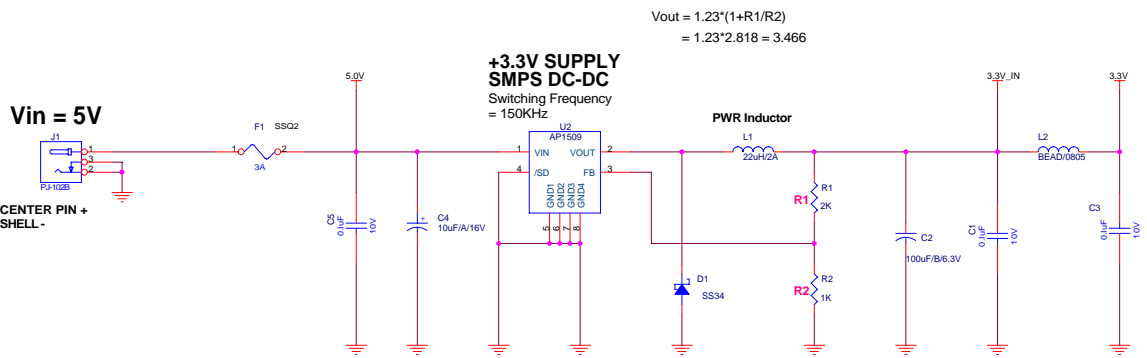 Vout = 1.23*(1+R1/R2)
= 1.23*2.818 = 3.466
+3.3V SUPPLY
SMPS DC-DC
Switching Frequency
= 150KHz
Vin = 5V
5.0V
3.3V_IN
3.3V
J1
1
3
2
PJ-102B
CENTER PIN +
SHELL -
F1
SSQ2
1
2
3A
U2
AP1509
1
VIN
VOUT
2
4
/SD
FB
3
GND1
GND2
GND3
GND4
5
6
7
8
PWR Inductor
L1
22uH/2A
L2
BEAD/0805
R1
R1
2K
R2
R2
1K
C5
0.1uF
10V
C4
10uF/A/16V
+
D1
SS34
C2
100uF/B/6.3V
C1
0.1uF
10V
C3
0.1uF
10V